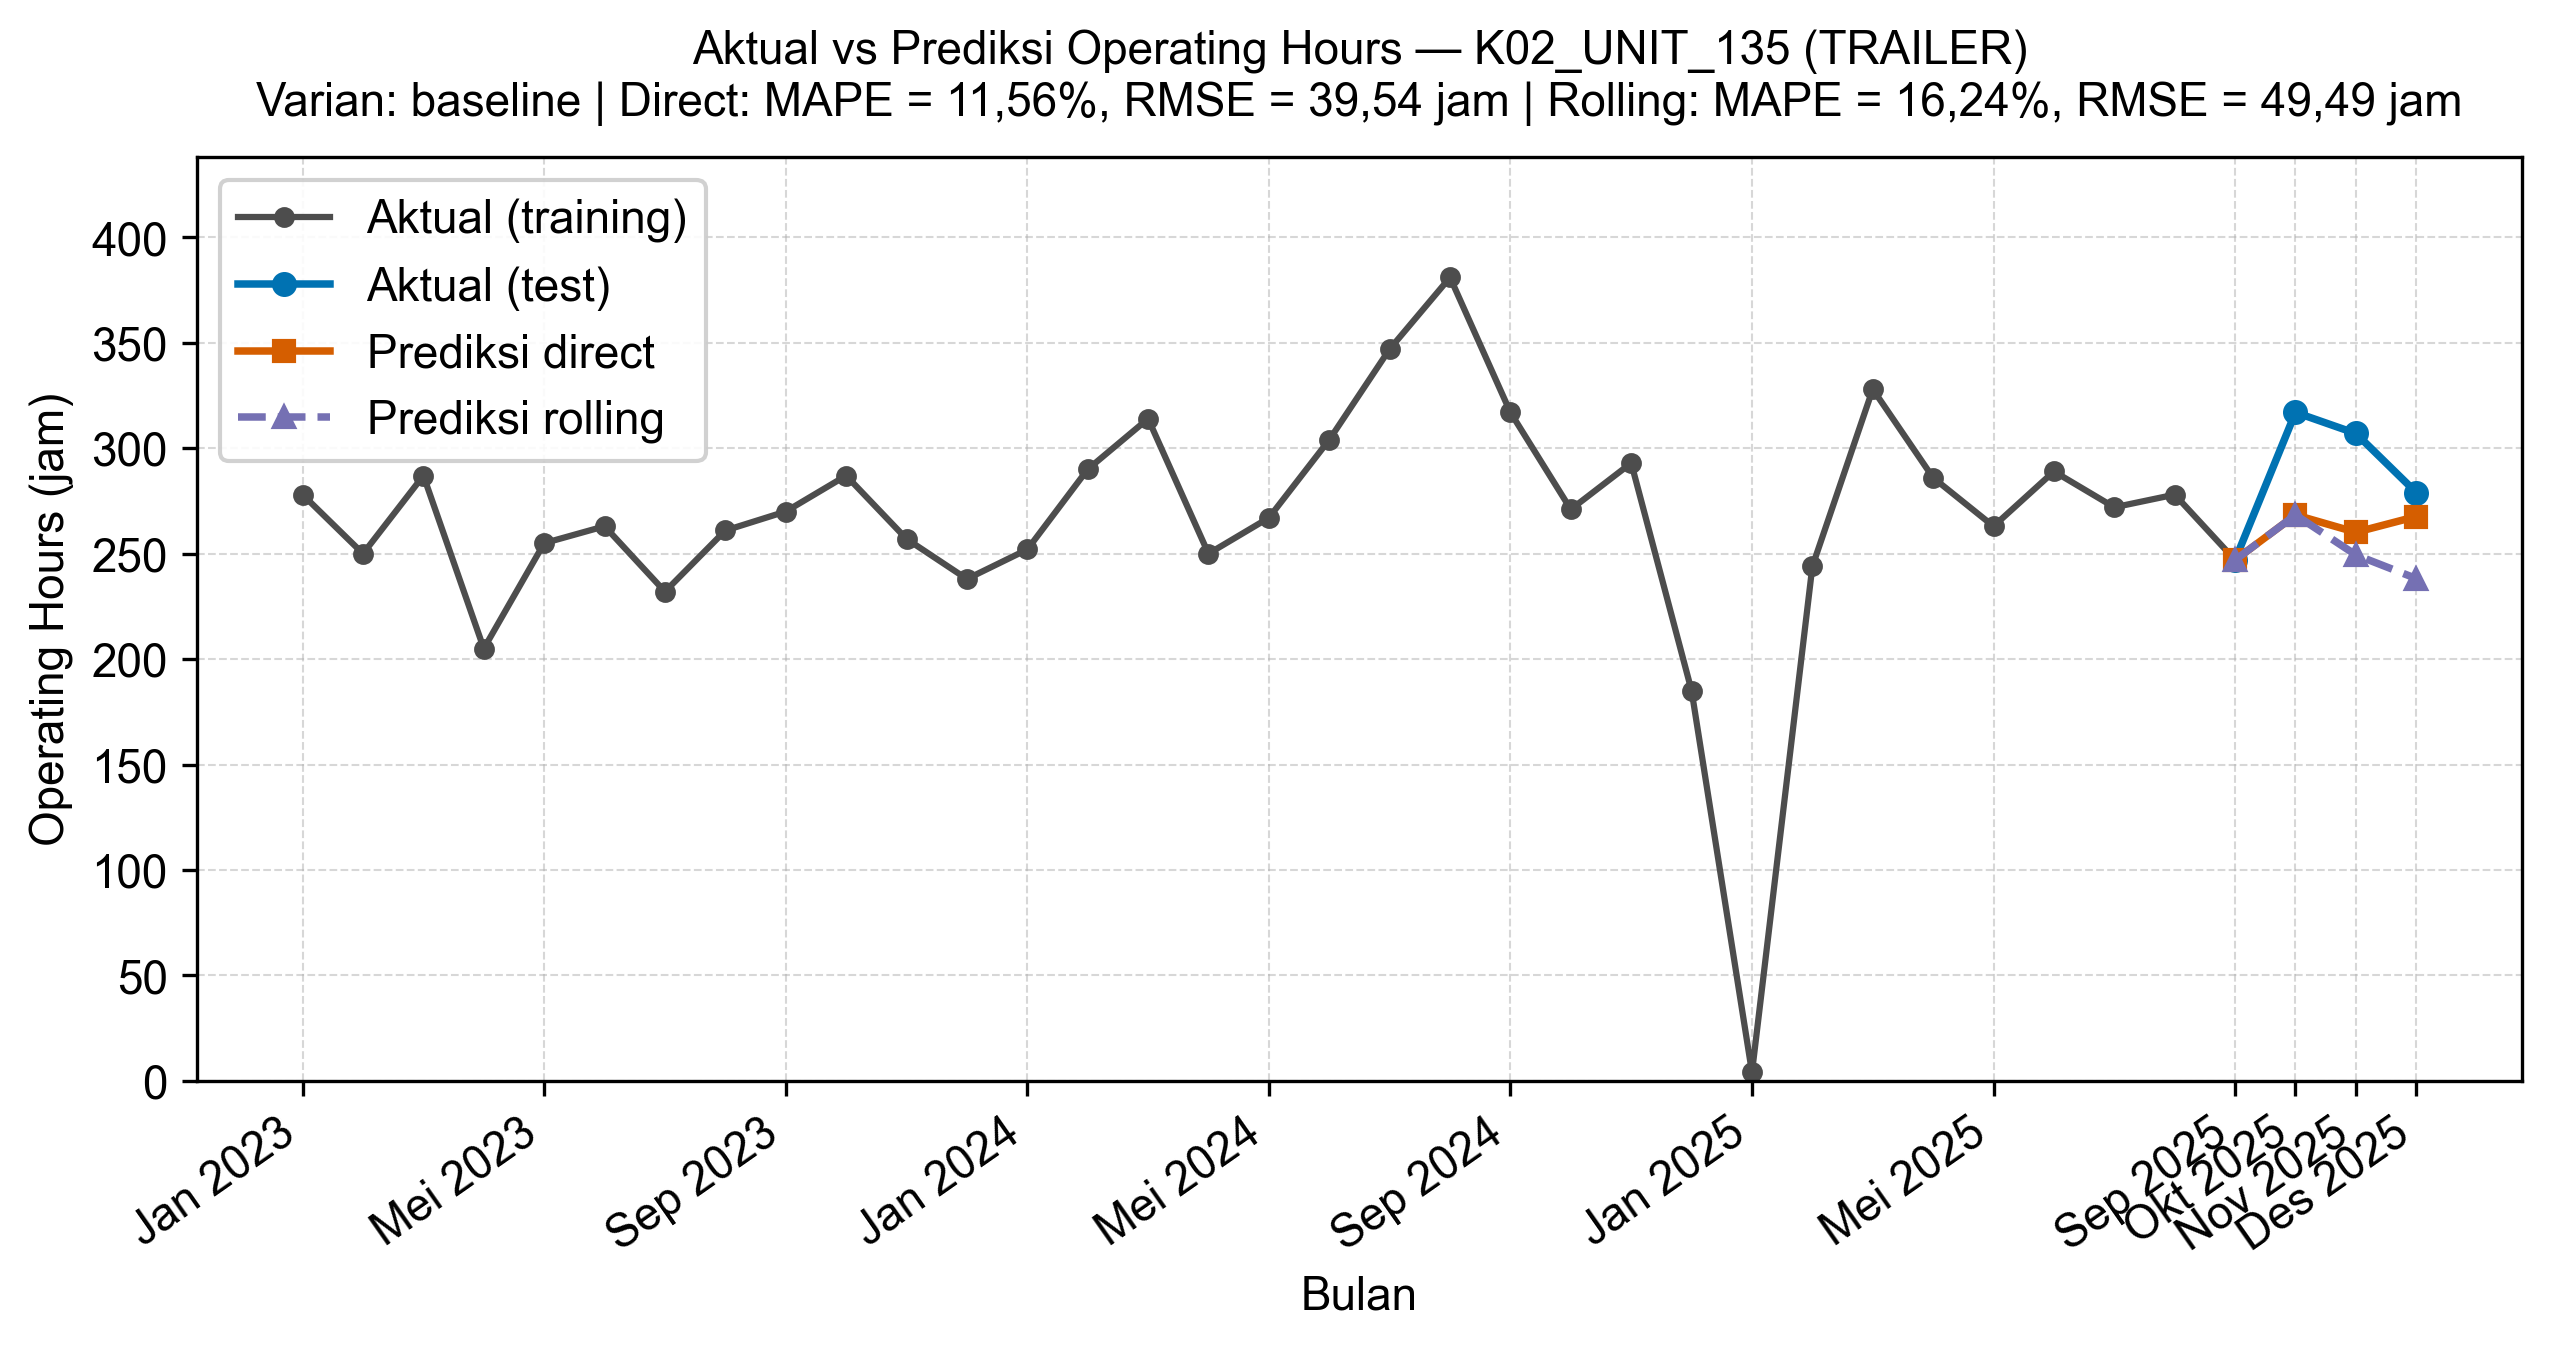 Aktual vs Prediksi Operating Hours — K02_UNIT_135 (TRAILER)
Varian: baseline | Direct: MAPE = 11,56%, RMSE = 39,54 jam | Rolling: MAPE = 16,24%, RMSE = 49,49 jam
Aktual (training)
Aktual (test)
Prediksi direct
Prediksi rolling
Operating Hours (jam)
400
350
300
250
200
150
100
50
0
Jan 2023
Mei 2023
Sep 2023
Jan 2024
Mei 2024
Sep 2024
Jan 2025
Mei 2025
Sep 2025
Okt 2025
Nov 2025
Des 2025
Bulan